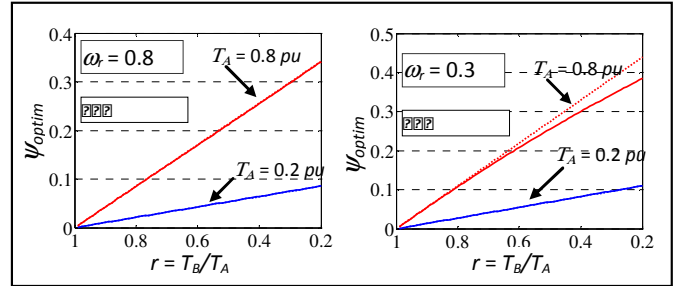 0.4
0.3
0.2
0.1
0
ψoptim
ωr = 0.8
TA = 0.8 pu
TA = 0.2 pu
1 0.8 0.6 0.4 0.2
r = TB/TA
0.5
0.4
0.3
0.2
0.1
0
ψoptim
ωr = 0.3
TA = 0.8 pu
TA = 0.2 pu
1 0.8 0.6 0.4 0.2
r = TB/TA